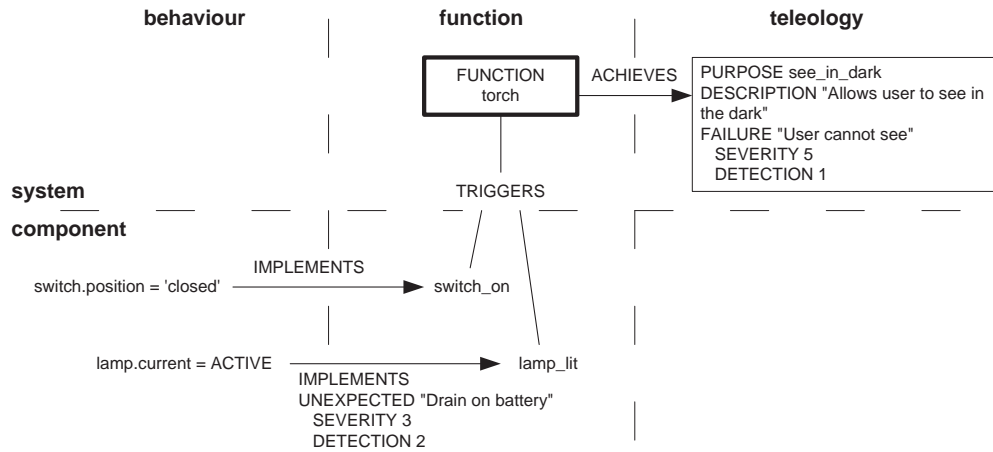 behaviour
function
teleology
FUNCTION
torch
ACHIEVES
PURPOSE see_in_dark
DESCRIPTION "Allows user to see in
the dark"
FAILURE "User cannot see"
SEVERITY 5
DETECTION 1
system
TRIGGERS
component
switch.position = 'closed'
IMPLEMENTS
switch_on
lamp.current = ACTIVE
lamp_lit
IMPLEMENTS
UNEXPECTED "Drain on battery"
SEVERITY 3
DETECTION 2